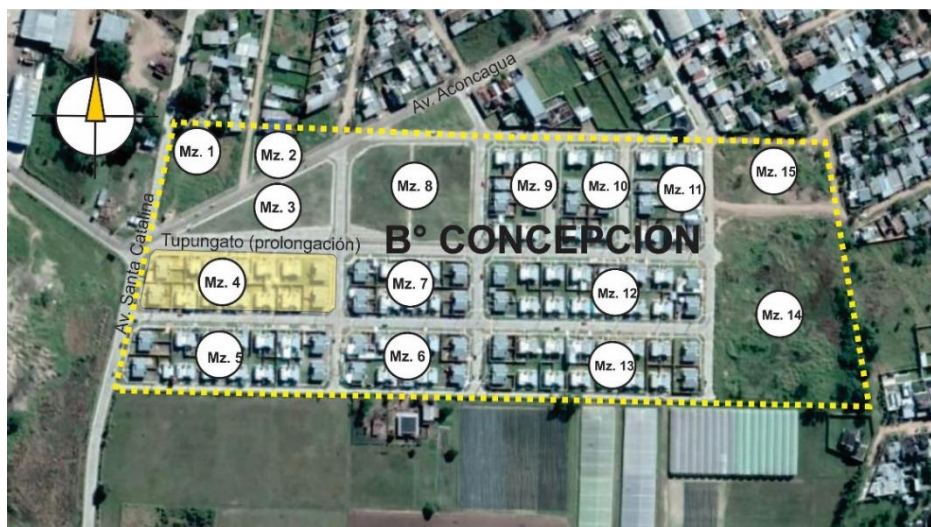 Av. Aconcagua
Mz. 1
Mz. 2
Mz. 3
Mz. 8
Mz. 9
Mz. 10
Mz. 11
Mz. 15
Tupungato (prolongación)
B° CONCEPCIÓN
Av. Santa Catalina
Mz. 4
Mz. 7
Mz. 12
Mz. 14
Mz. 5
Mz. 6
Mz. 13